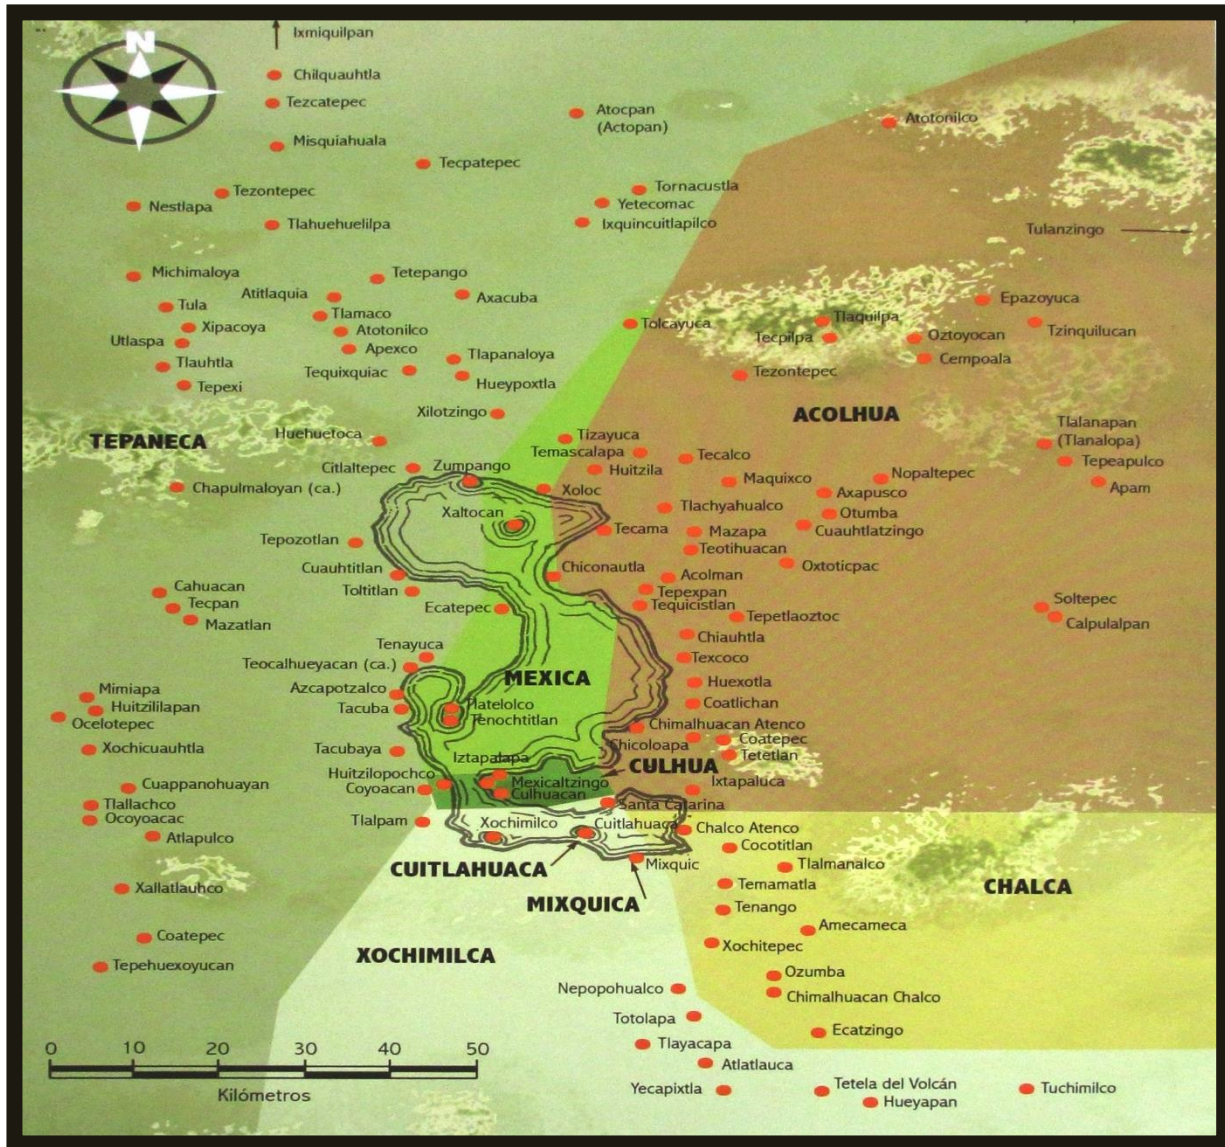 Ixmiquilpan
N
Chilquauhtla
Tezcatepec
Atocpan
(Actopan)
Atotonilco
Misquiahuala
Tecpatepec
Tezontepec
Tornacustla
Nestlapa
Yetecomac
Tlahuehuelilpa
Ixquincuitlapilco
Tulanzingo
Michimaloya
Tetepango
Atitlaquia
Axacuba
Epazoyuca
Tula
Tlamaco
Tolcayuca
Tlaquilpa
Tzinquilucan
Xipacoya
Atotonilco
Tecpilpa
Oztoyocan
Utlaspa
Apexco
Tlapanaloya
Cempoala
Tlauhtla
Tequixquiac
Hueypoxtla
Tezontepec
Tepexi
Xilotzingo
ACOLHUA
TEPANECA
Huehuetoca
Tizayuca
Tlalanapan
(Tlanalopa)
Temascalapa
Tecalco
Tepeapulco
Citlaltepec
Zumpango
Huitzila
Maquixco
Nopaltepec
Chapulmaloyan (ca.)
Xoloc
Axapusco
Apam
Xaltocan
Tlachyahualco
Otumba
Tecama
Mazapa
Cuauhtlatzingo
Tepozotlan
Teotihuacan
Oxtoticpac
Cuauhtitlan
Chiconautla
Acolman
Cahuacan
Toltitlan
Tepexpan
Soltepec
Tecpan
Ecatepec
Tequicistlan
Tepetlaoztoc
Calpulalpan
Mazatlan
Chiauhtla
Tenayuca
Texcoco
Teocalhueyacan (ca.)
MEXICA
Huexotla
Mimiapa
Azcapotzalco
Coatlichan
Huitzililapan
Tacuba
Tlatelolco
Ocelotepec
Tenochtitlan
Chimalhuacan Atenco
Xochicuauhtla
Tacubaya
Iztapalapa
Chicoloapa
Coatepec
Tetetlan
CULHUA
Huitzilopochco
Mexicaltzingo
Ixtapaluca
Cuappanohuayan
Coyoacan
Culhuacan
Tlallachco
Santa Catarina
Ocoyoacac
Tlalpam
Xochimilco
Cuitlahuaca
Chalco Atenco
Atlapulco
Cocotitlan
CUITLAHUACA
Mixquic
Tlalmanalco
Xallatlauhco
Temamatla
CHALCA
MIXQUICA
Tenango
Coatepec
Amecameca
Xochitepec
XOCHIMILCA
Tepehuexoyucan
Ozumba
Nepopohualco
Chimalhuacan Chalco
Totolapa
Ecatzingo
Tlayacapa
0 10 20 30 40 50
Atlatlauca
Kilómetros
Yecapixtla
Tetela del Volcán
Tuchimilco
Hueyapan